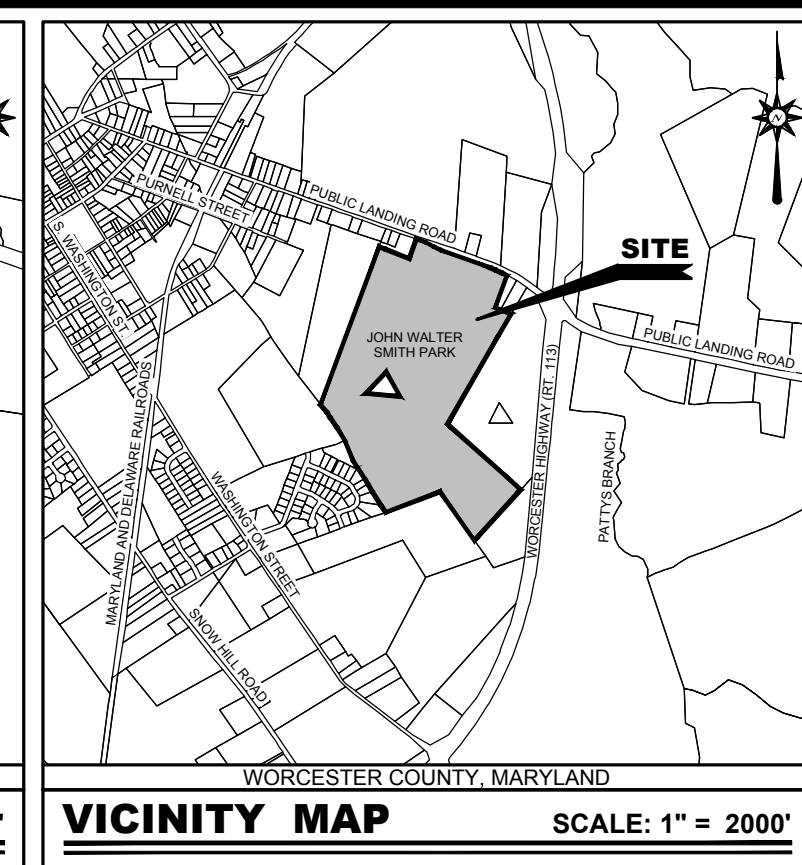 N
PURNELL STREET
PUBLIC LANDING ROAD
S. WASHINGTON ST.
SITE
JOHN WALTER
SMITH PARK
PUBLIC LANDING ROAD
MARYLAND AND DELAWARE RAILROADS
WORCESTER HIGHWAY (RT. 113)
PATTYS BRANCH
WASHINGTON STREET
SNOW HILL ROAD
WORCESTER COUNTY, MARYLAND
VICINITY MAP
SCALE: 1" = 2000'